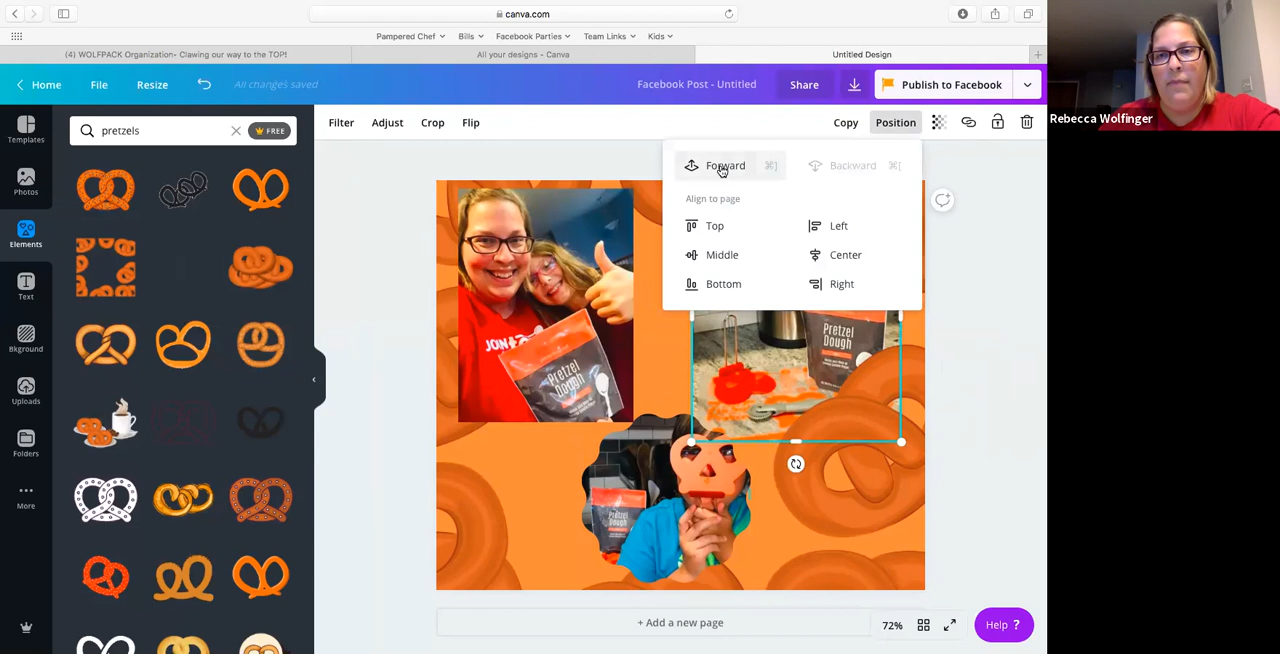 canva.com
Pampered Chef Bills Facebook Parties Team Links Kids
(4) WOLFPACK Organization- Clawing our way to the TOP! All your designs - Canva Untitled Design
Home File Resize All changes saved Facebook Post - Untitled Share Publish to Facebook
Rebecca Wolfinger
Templates
Photos
Elements
Text
Bkground
Uploads
Folders
More
pretzels FREE
Filter Adjust Crop Flip Copy Position
Forward ⌘] Backward ⌘[
Align to page
Top Left
Middle Center
Bottom Right
JOIN
Pretzel
Dough
Pretzel
Dough
Pretzel
Dough
+ Add a new page
72% Help ?